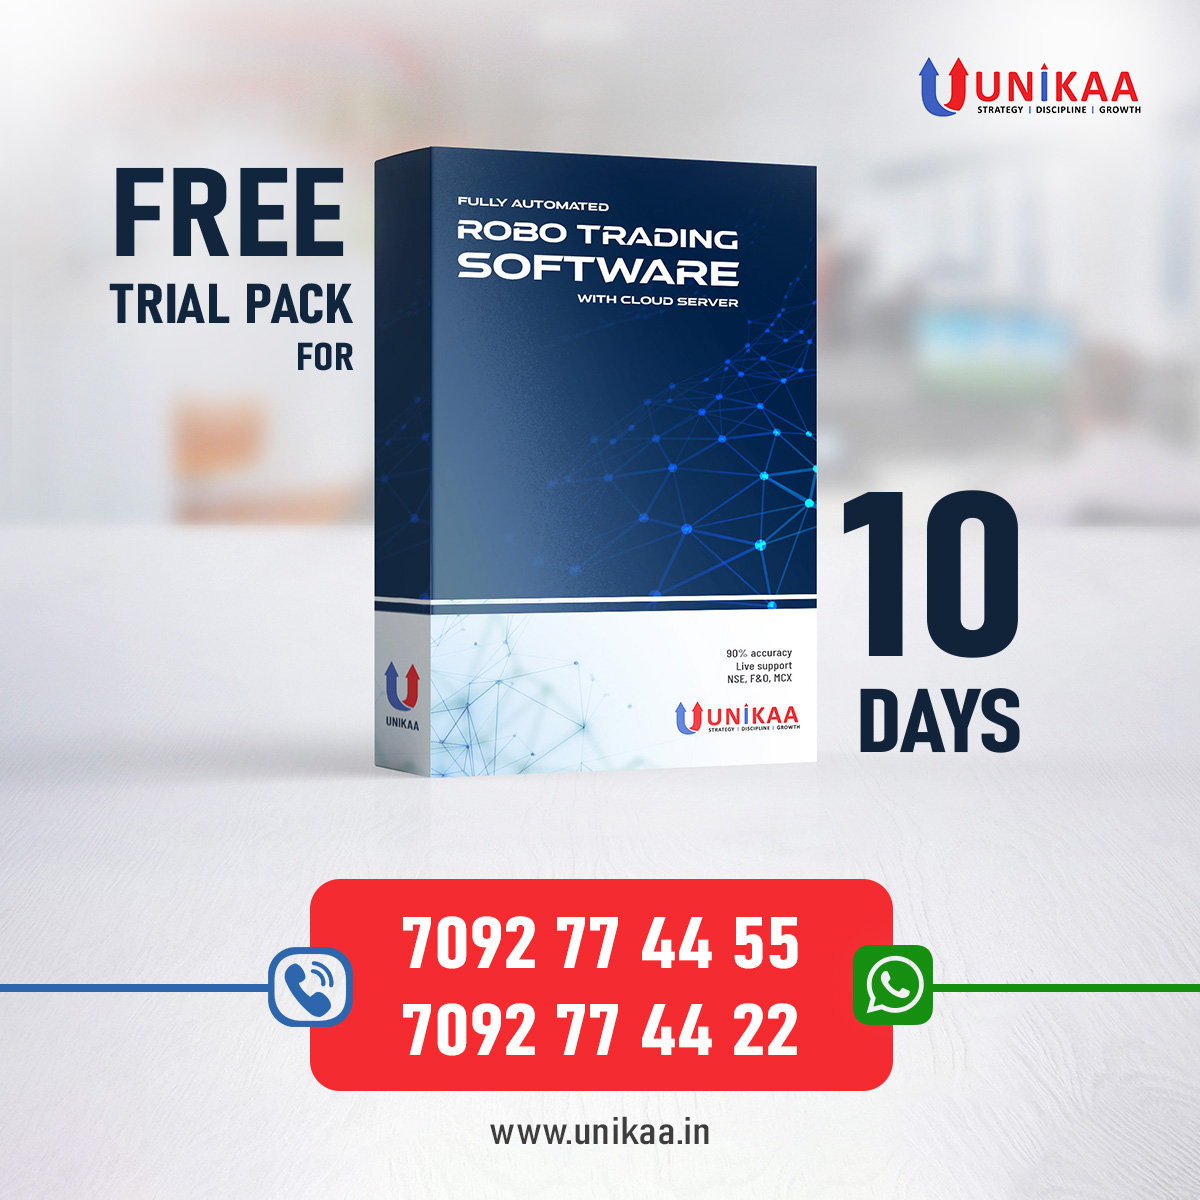 UNiKAA
STRATEGY | DISCIPLINE | GROWTH
FREE
TRIAL PACK
FOR
FULLY AUTOMATED
ROBO TRADING
SOFTWARE
WITH CLOUD SERVER
10
DAYS
90% accuracy
Live support
NSE, F&O, MCX
UNiKAA
STRATEGY | DISCIPLINE | GROWTH
UNIKAA
7092 77 44 55
7092 77 44 22
www.unikaa.in